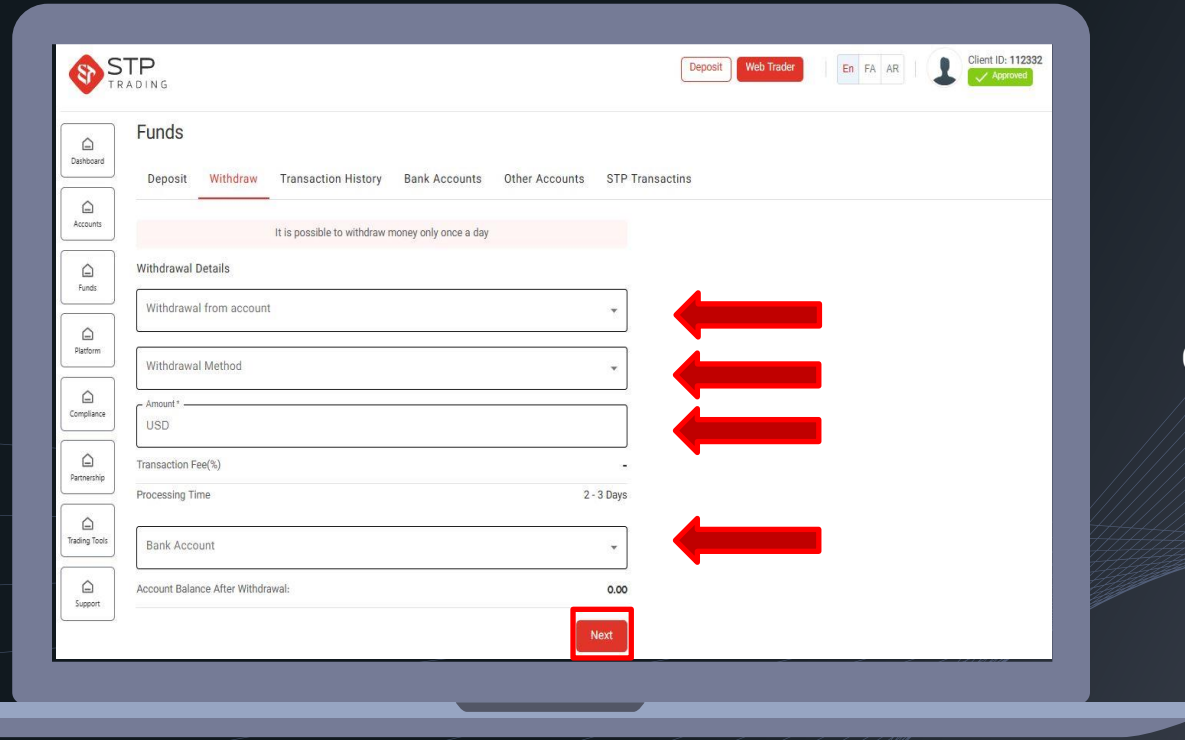 ST
STP
TRADING
Deposit
Web Trader
En FA AR
Client ID: 112332
Approved
Dashboard
Accounts
Funds
Platform
Compliance
Partnership
Trading Tools
Support
Funds
Deposit Withdraw Transaction History Bank Accounts Other Accounts STP Transactins
It is possible to withdraw money only once a day
Withdrawal Details
Withdrawal from account
Withdrawal Method
Amount *
USD
Transaction Fee(%) -
Processing Time 2 - 3 Days
Bank Account
Account Balance After Withdrawal: 0.00
Next